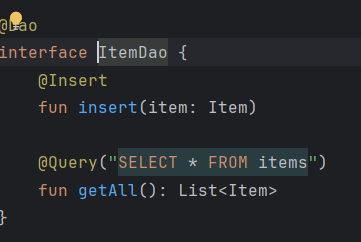 @Dao
interface ItemDao {
@Insert
fun insert(item: Item)
@Query("SELECT * FROM items")
fun getAll(): List<Item>
}